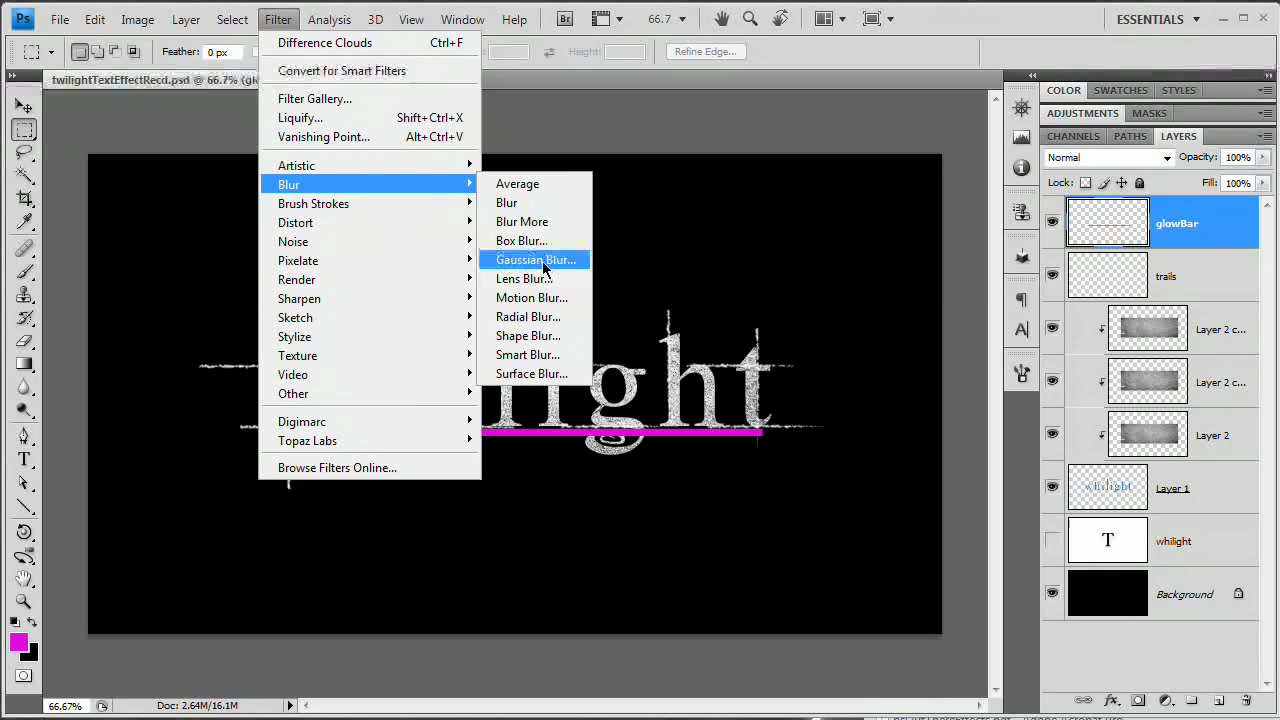 Ps File Edit Image Layer Select Filter Analysis 3D View Window Help Br 66.7 ESSENTIALS
Feather: 0 px Height: Refine Edge...
twilightTextEffectRecd.psd @ 66.7%
Difference Clouds Ctrl+F
Convert for Smart Filters
Filter Gallery...
Liquify... Shift+Ctrl+X
Vanishing Point... Alt+Ctrl+V
Artistic
Blur
Brush Strokes
Distort
Noise
Pixelate
Render
Sharpen
Sketch
Stylize
Texture
Video
Other
Digimarc
Topaz Labs
Browse Filters Online...
Average
Blur
Blur More
Box Blur...
Gaussian Blur...
Lens Blur...
Motion Blur...
Radial Blur...
Shape Blur...
Smart Blur...
Surface Blur...
light
COLOR SWATCHES STYLES
ADJUSTMENTS MASKS
CHANNELS PATHS LAYERS
Normal Opacity: 100%
Lock: Fill: 100%
glowBar
trails
Layer 2 c...
Layer 2 c...
Layer 2
whilight
Layer 1
T whilight
Background
66.67% Doc: 2.64M/16.1M